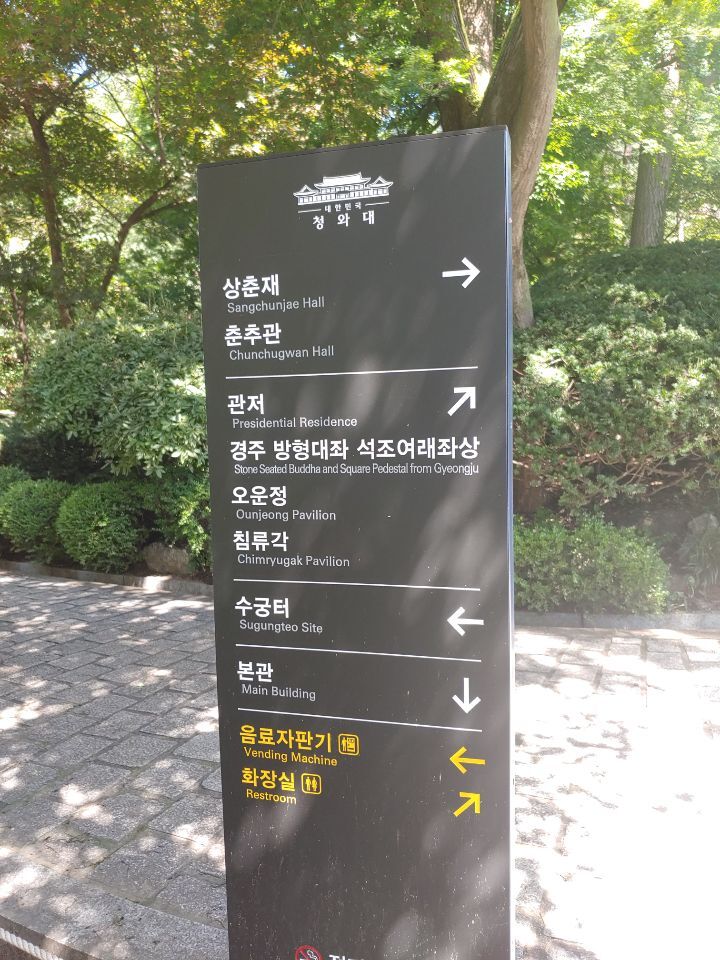 대한민국
청와대
상춘재 →
Sangchunjae Hall
춘추관
Chunchugwan Hall
관저 ↗
Presidential Residence
경주 방형대좌 석조여래좌상
Stone Seated Buddha and Square Pedestal from Gyeongju
오운정
Ounjeong Pavilion
침류각
Chimryugak Pavilion
수궁터 ←
Sugungteo Site
본관 ↓
Main Building
음료자판기 ←
Vending Machine
화장실 ↗
Restroom